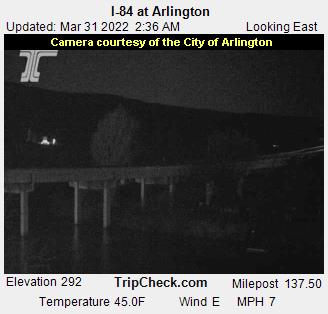 I-84 at Arlington
Updated: Mar 31 2022 2:36 AM Looking East
Camera courtesy of the City of Arlington
Elevation 292 TripCheck.com Milepost 137.50
Temperature 45.0F Wind E MPH 7